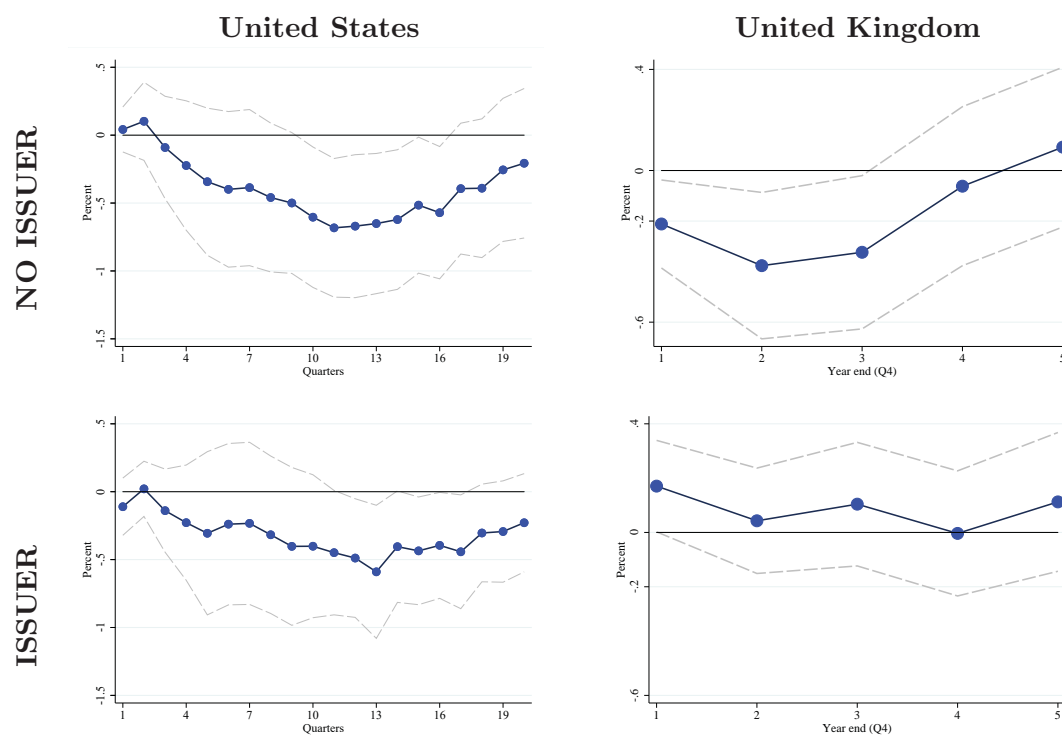 United States
United Kingdom
NO ISSUER
Percent
.5
0
-.5
-1
-1.5
1 4 7 10 13 16 19
Quarters
Percent
.4
0
-.2
-.6
1 2 3 4 5
Year end (Q4)
ISSUER
Percent
.5
0
-.5
-1
-1.5
1 4 7 10 13 16 19
Quarters
Percent
.4
0
-.2
-.6
1 2 3 4 5
Year end (Q4)